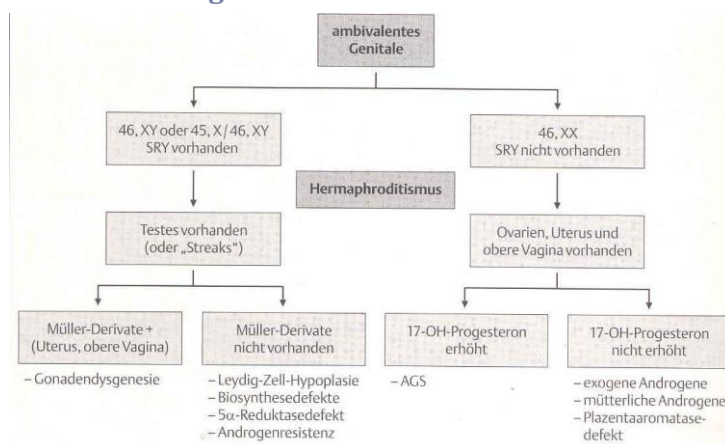 ambivalentes
Genitale
46, XY oder 45, X/46, XY
SRY vorhanden
46, XX
SRY nicht vorhanden
Hermaphroditismus
Testes vorhanden
(oder „Streaks“)
Ovarien, Uterus und
obere Vagina vorhanden
Müller-Derivate +
(Uterus, obere Vagina)
– Gonadendysgenesie
Müller-Derivate
nicht vorhanden
– Leydig-Zell-Hypoplasie
– Biosynthesedefekte
– 5α-Reduktasedefekt
– Androgenresistenz
17-OH-Progesteron
erhöht
– AGS
17-OH-Progesteron
nicht erhöht
– exogene Androgene
– mütterliche Androgene
– Plazentaaromatase-
defekt